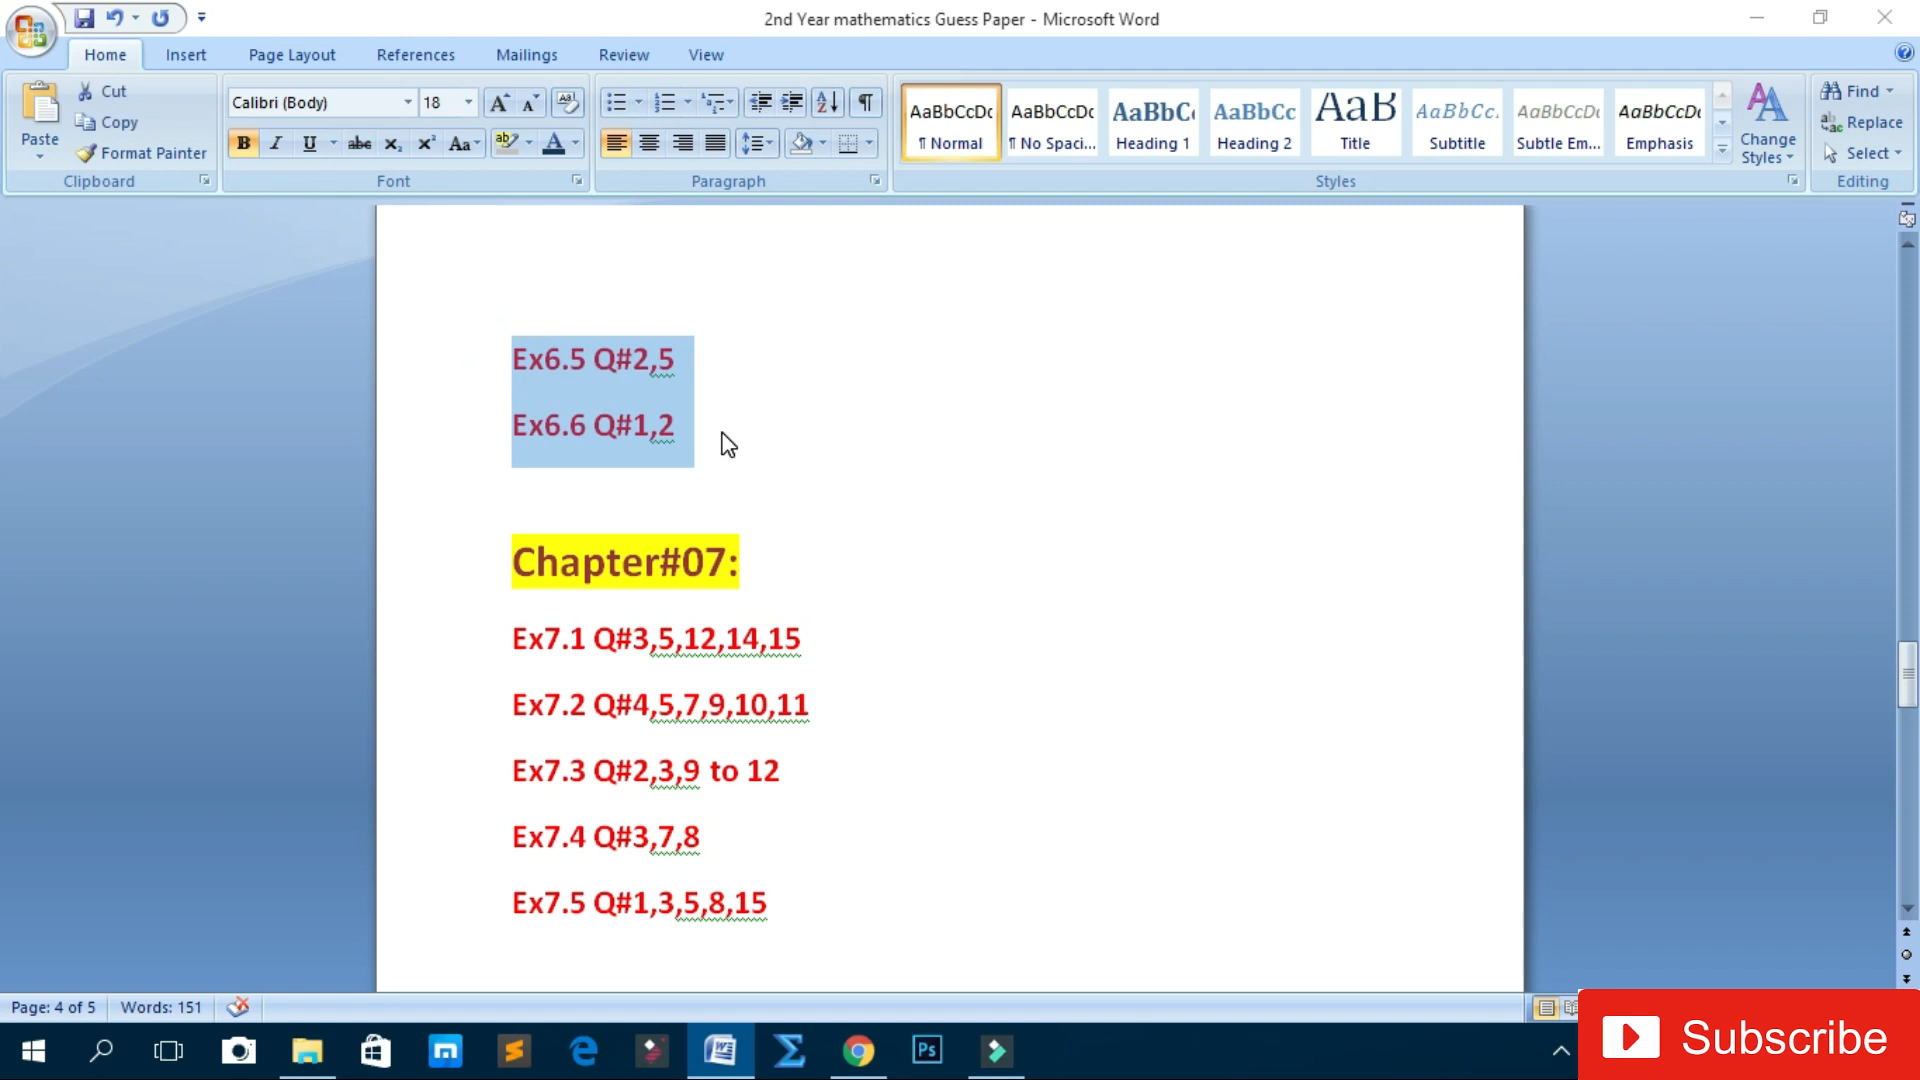 2nd Year mathematics Guess Paper - Microsoft Word
Home Insert Page Layout References Mailings Review View
Paste
Cut
Copy
Format Painter
Clipboard
Calibri (Body) 18
Font
Paragraph
AaBbCcDc AaBbCcDc AaBbC AaBbCc AaB AaBbCc. AaBbCcDc AaBbCcDc
¶ Normal ¶ No Spaci... Heading 1 Heading 2 Title Subtitle Subtle Em... Emphasis
Change Styles
Styles
Find
Replace
Select
Editing
Ex6.5 Q#2,5
Ex6.6 Q#1,2
Chapter#07:
Ex7.1 Q#3,5,12,14,15
Ex7.2 Q#4,5,7,9,10,11
Ex7.3 Q#2,3,9 to 12
Ex7.4 Q#3,7,8
Ex7.5 Q#1,3,5,8,15
Page: 4 of 5 Words: 151
Subscribe